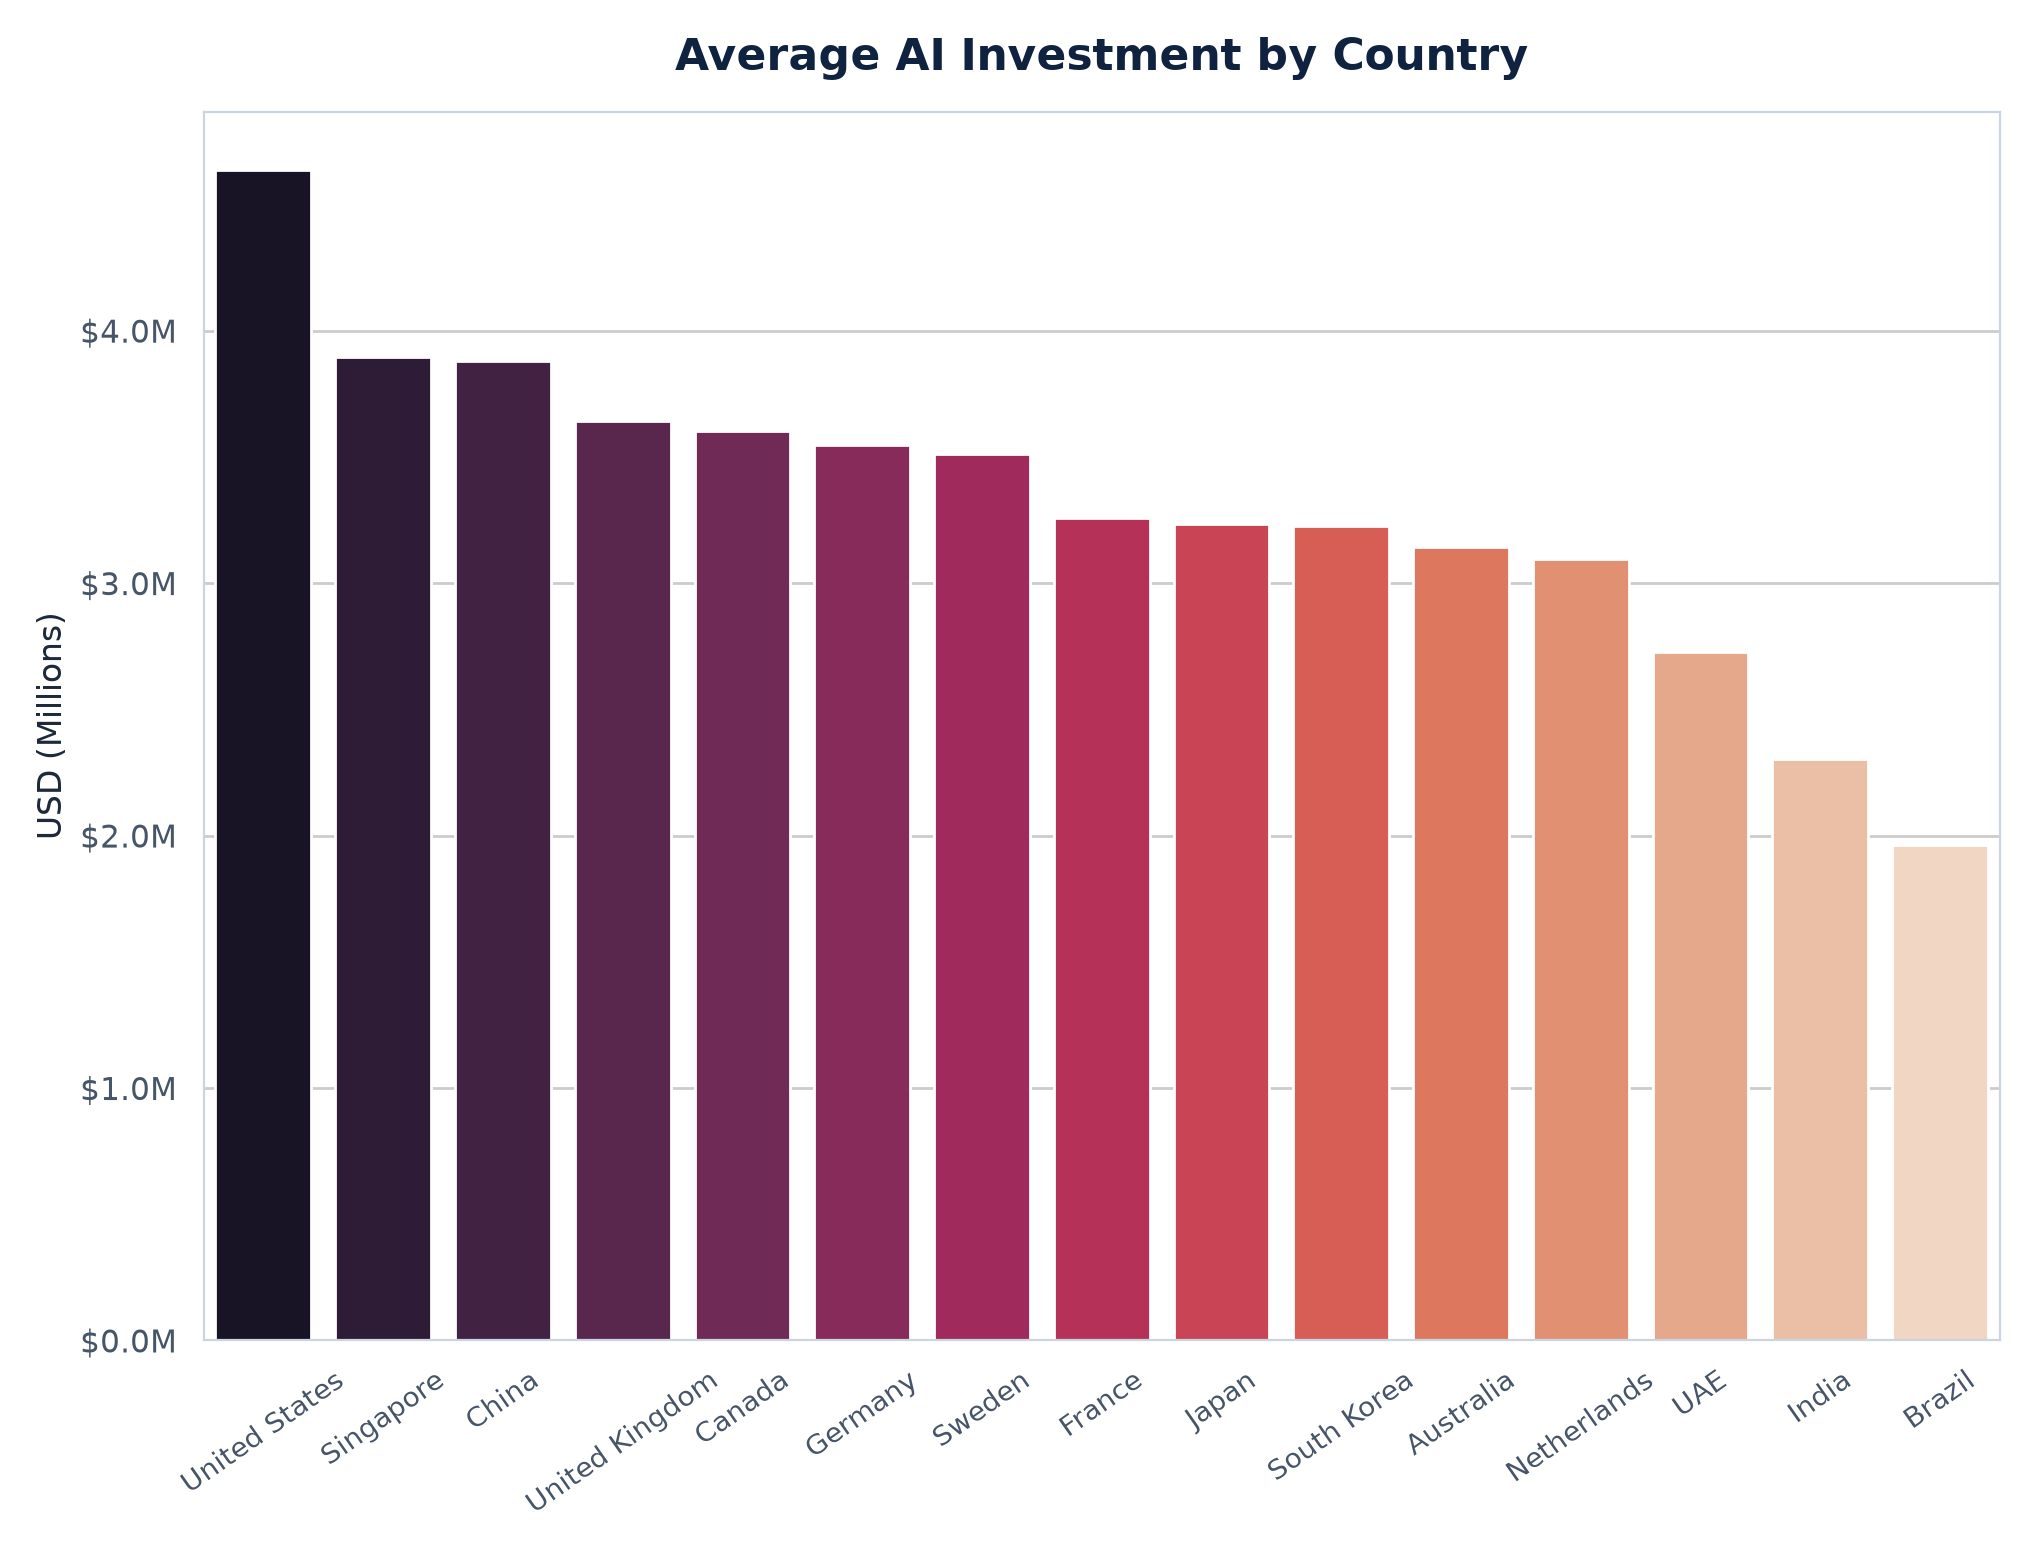 Average AI Investment by Country
USD (Millions)
$4.0M
$3.0M
$2.0M
$1.0M
$0.0M
United States
Singapore
China
United Kingdom
Canada
Germany
Sweden
France
Japan
South Korea
Australia
Netherlands
UAE
India
Brazil